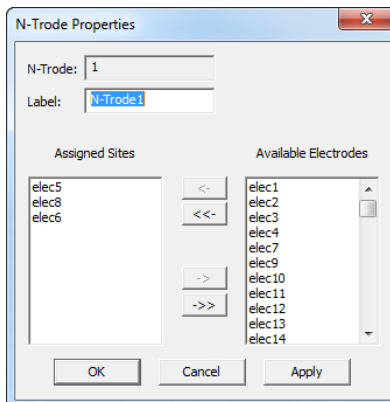 N-Trode Properties
N-Trode: 1
Label: N-Trode1
Assigned Sites Available Electrodes
elec5
elec8
elec6
<-
<<-
->
->>
elec1
elec2
elec3
elec4
elec7
elec9
elec10
elec11
elec12
elec13
elec14
OK Cancel Apply